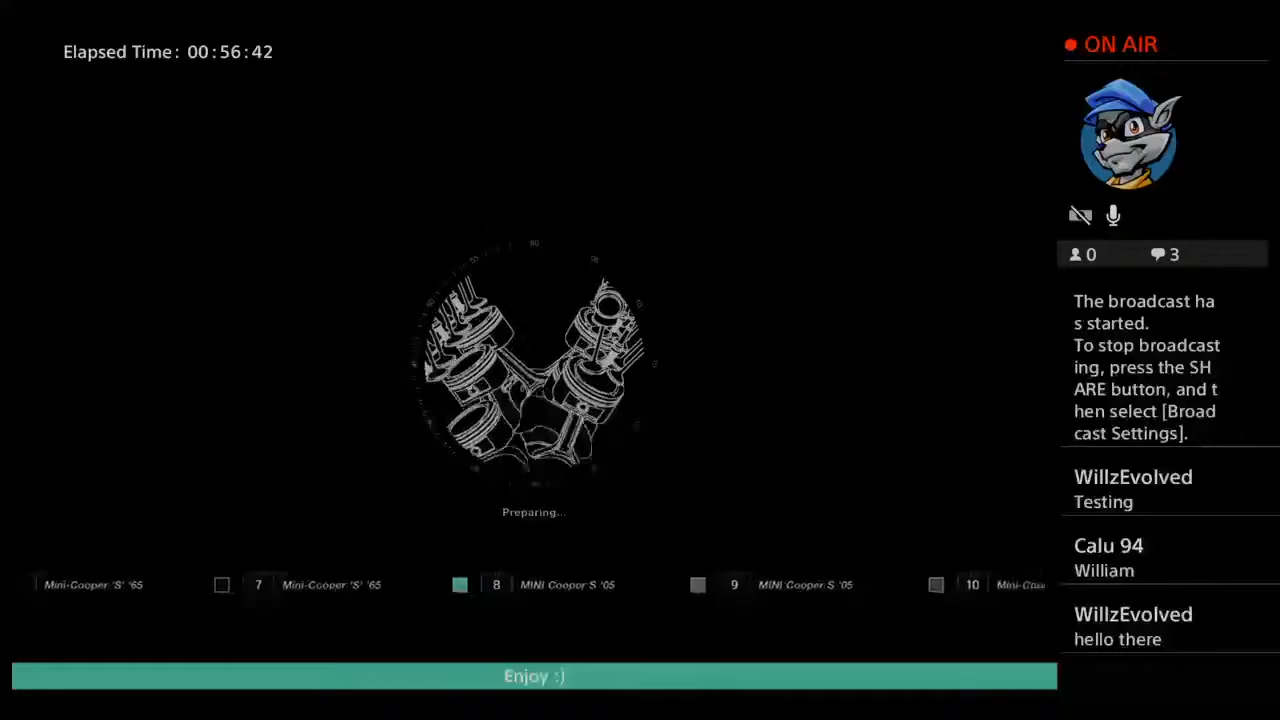 Elapsed Time: 00:56:42
ON AIR
0 3
The broadcast ha
s started.
To stop broadcast
ing, press the SH
ARE button, and t
hen select [Broad
cast Settings].
WillzEvolved
Testing
Calu 94
William
WillzEvolved
hello there
Preparing...
Mini-Cooper 'S' '65 7 Mini-Cooper 'S' '65 8 MINI Cooper S '05 9 MINI Cooper S '05 10
Enjoy :)